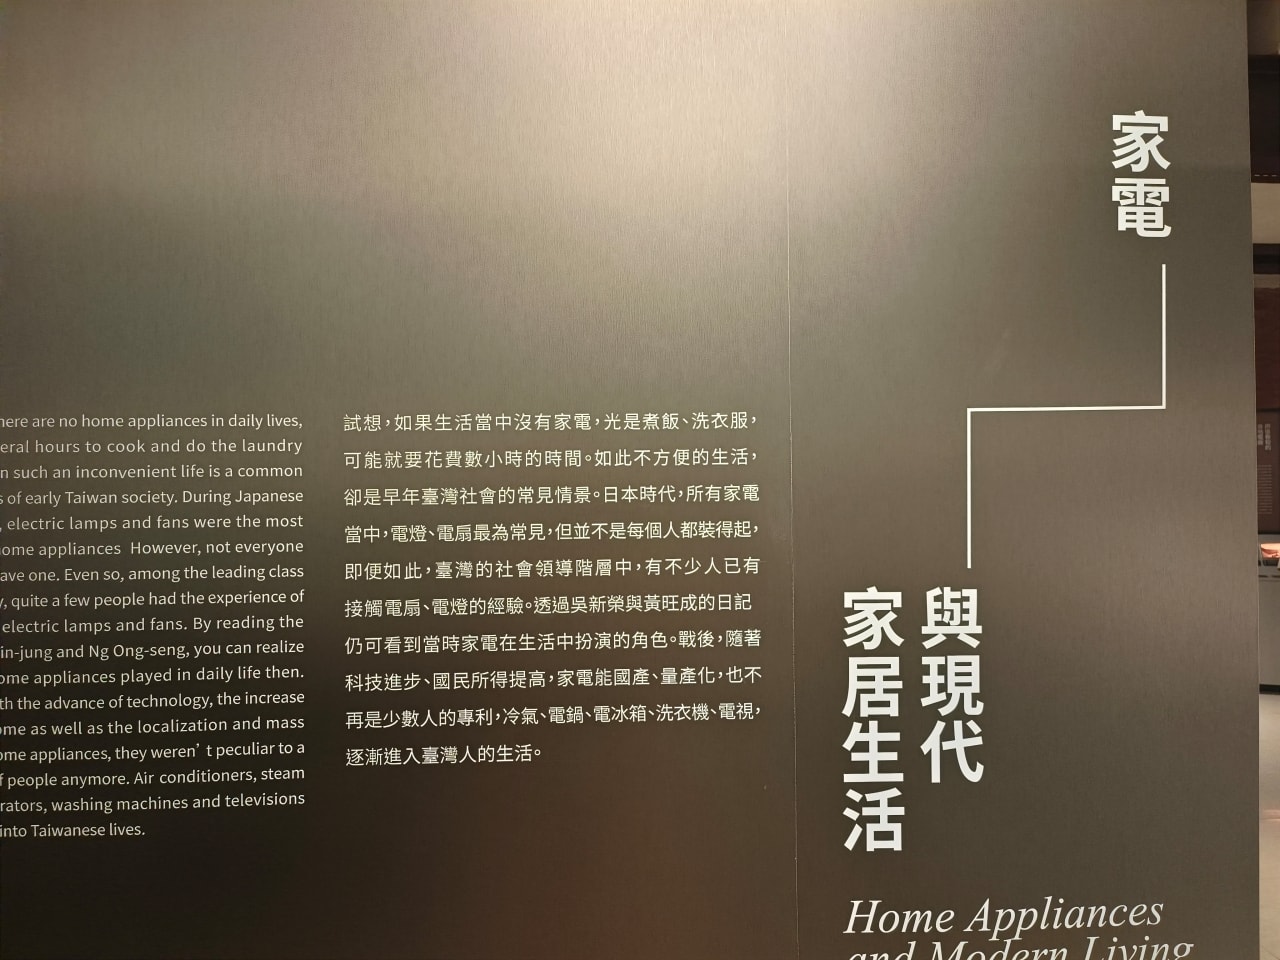 家電
與現代
家居生活
Home Appliances
and Modern Living
試想，如果生活當中沒有家電，光是煮飯、洗衣服，
可能就要花費數小時的時間。如此不方便的生活，
卻是早年臺灣社會的常見情景。日本時代，所有家電
當中，電燈、電扇最為常見，但並不是每個人都裝得起，
即便如此，臺灣的社會領導階層中，有不少人已有
接觸電扇、電燈的經驗。透過吳新榮與黃旺成的日記
仍可看到當時家電在生活中扮演的角色。戰後，隨著
科技進步、國民所得提高，家電能國產、量產化，也不
再是少數人的專利，冷氣、電鍋、電冰箱、洗衣機、電視，
逐漸進入臺灣人的生活。
here are no home appliances in daily lives,
eral hours to cook and do the laundry
n such an inconvenient life is a common
s of early Taiwan society. During Japanese
, electric lamps and fans were the most
ome appliances However, not everyone
ave one. Even so, among the leading class
y, quite a few people had the experience of
electric lamps and fans. By reading the
in-jung and Ng Ong-seng, you can realize
ome appliances played in daily life then.
th the advance of technology, the increase
ome as well as the localization and mass
ome appliances, they weren’t peculiar to a
f people anymore. Air conditioners, steam
rators, washing machines and televisions
into Taiwanese lives.